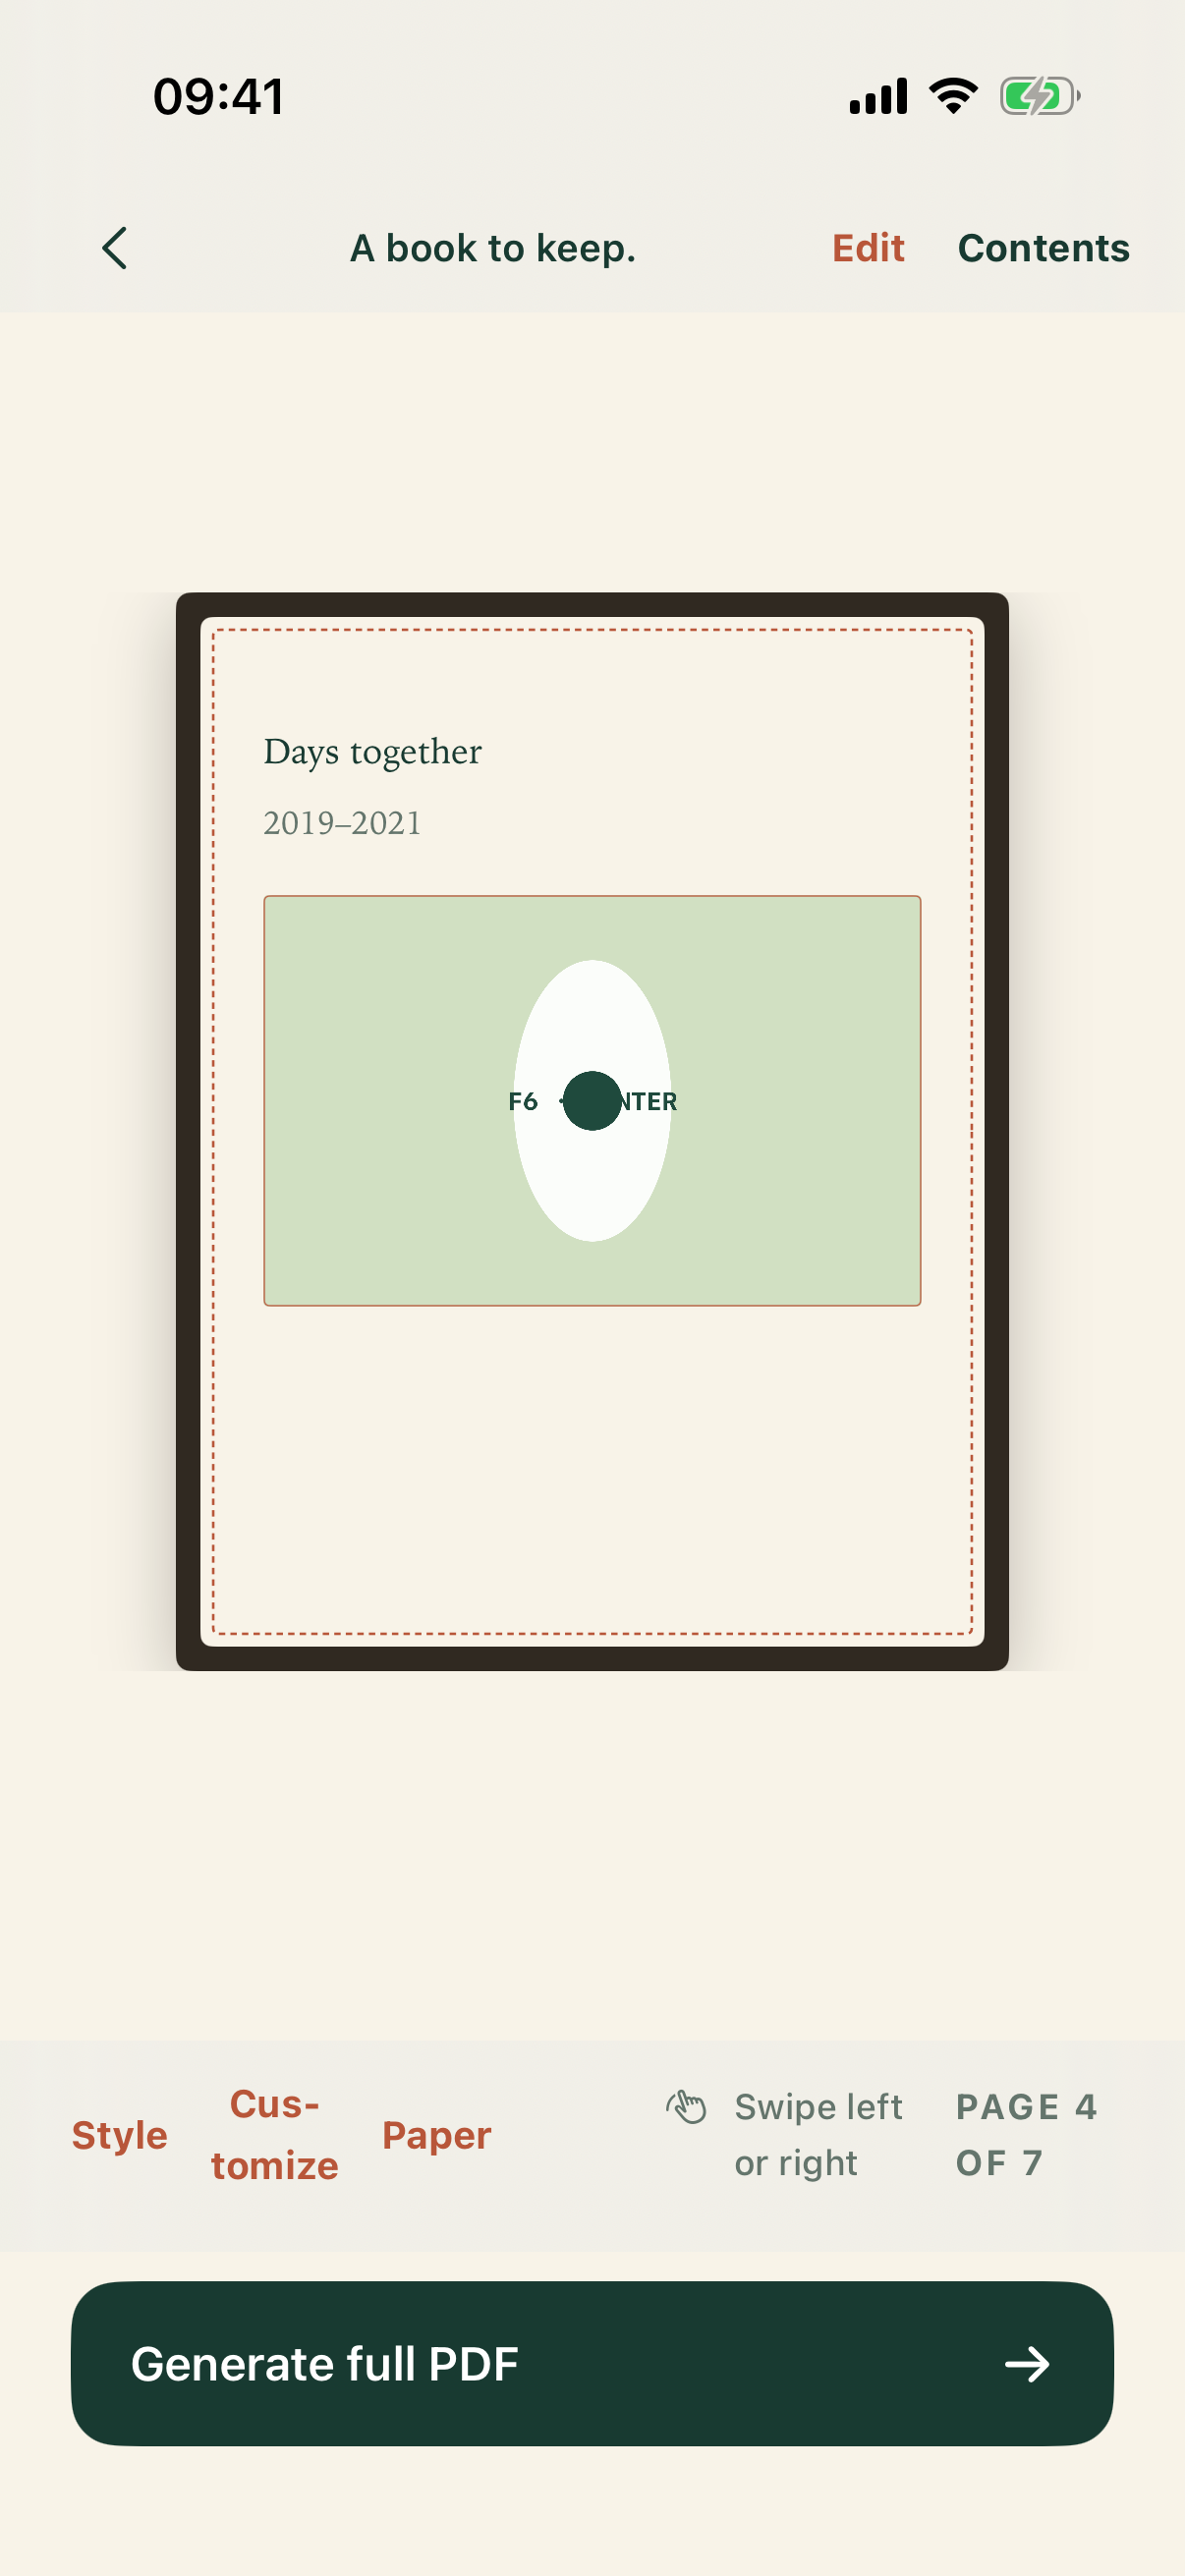 09:41
A book to keep.
Edit
Contents
Days together
2019–2021
F6 ·
Style
Cus-
tomize
Paper
Swipe left
or right
PAGE 4
OF 7
Generate full PDF